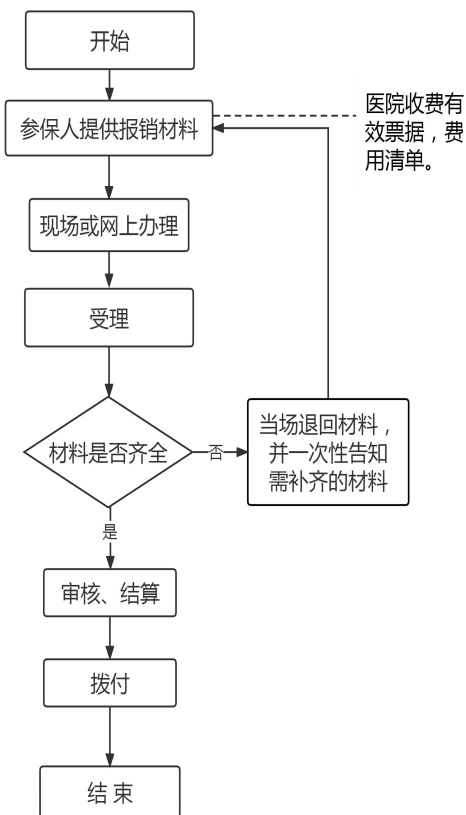 开始
参保人提供报销材料
医院收费有
效票据，费
用清单。
现场或网上办理
受理
材料是否齐全
否
当场退回材料，
并一次性告知
需补齐的材料
是
审核、结算
拨付
结 束